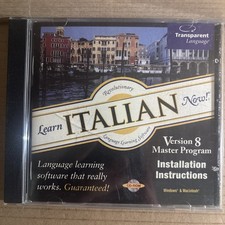 Transparent
Language
Revolutionary
Learn ITALIAN Now!
Language Learning Software
Version 8
Master Program
Language learning
software that really
works. Guaranteed!
Installation
Instructions
Windows & Macintosh